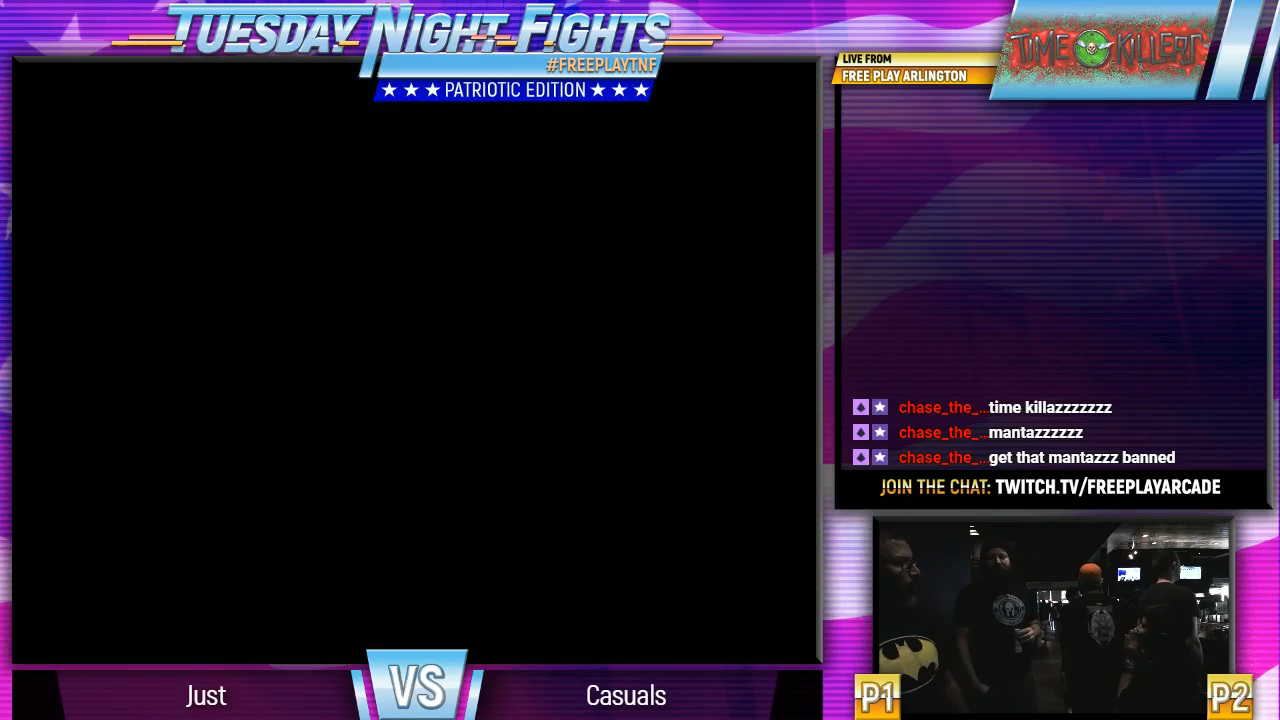 TUESDAY NIGHT FIGHTS
#FREEPLAYTNF
PATRIOTIC EDITION
LIVE FROM
FREE PLAY ARLINGTON
TIME KILLERS
chase_the_... time killazzzzzzz
chase_the_... mantazzzzzz
chase_the_... get that mantazzz banned
JOIN THE CHAT: TWITCH.TV/FREEPLAYARCADE
Just
VS
Casuals
P1
P2